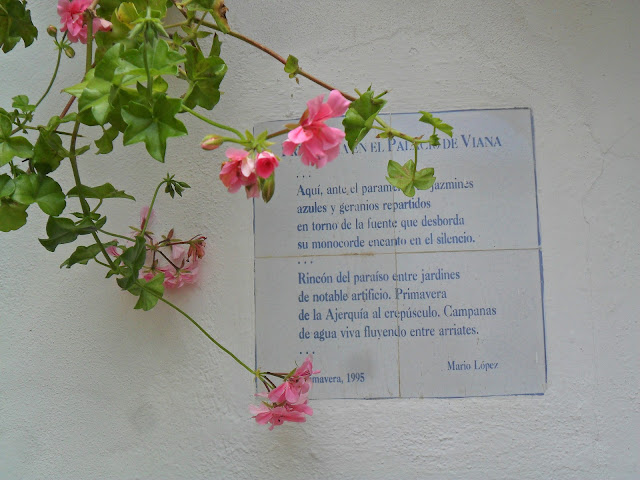 EN EL PALACIO DE VIANA
...
Aquí, ante el jazmines
azules y geranios repartidos
en torno de la fuente que desborda
su monocorde encanto en el silencio.
...
Rincón del paraíso entre jardines
de notable artificio. Primavera
de la Ajerquía al crepúsculo. Campanas
de agua viva fluyendo entre arriates.
...
Mario López
Primavera, 1995